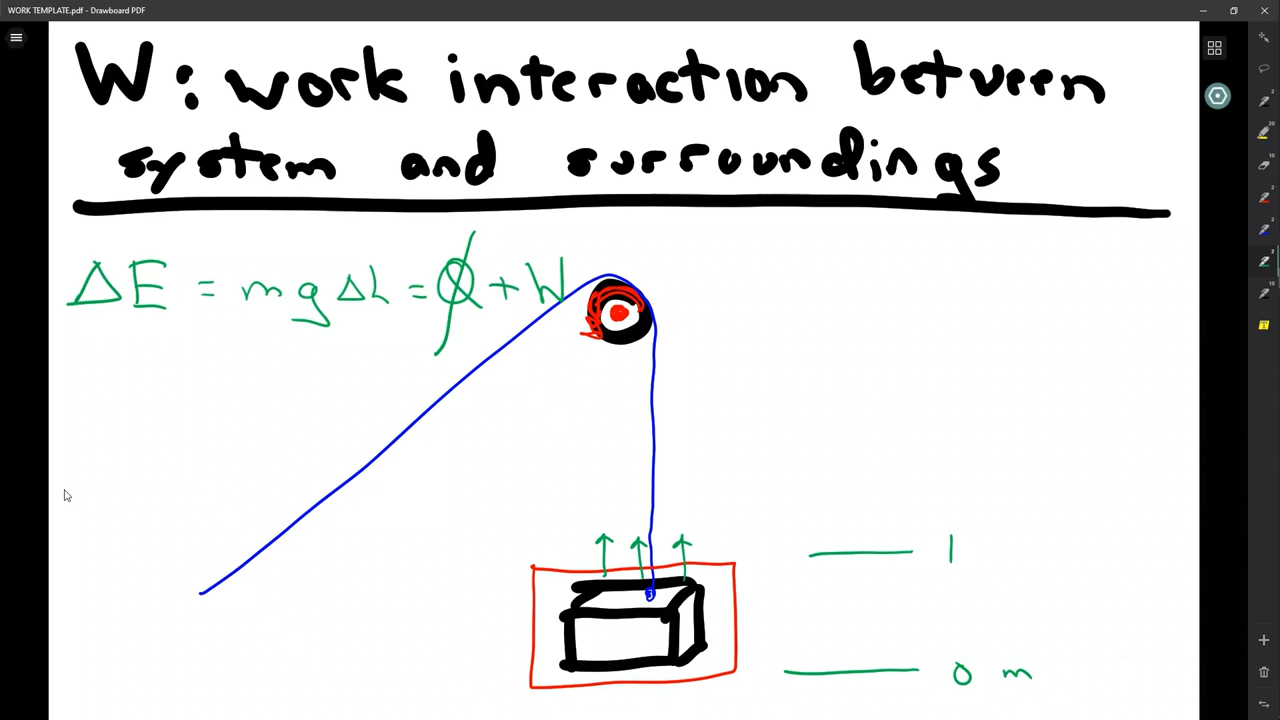 WORK TEMPLATE.pdf - Drawboard PDF
W: work interaction between
system and surroundings
ΔE = mgΔh = Q + W
1
0 m